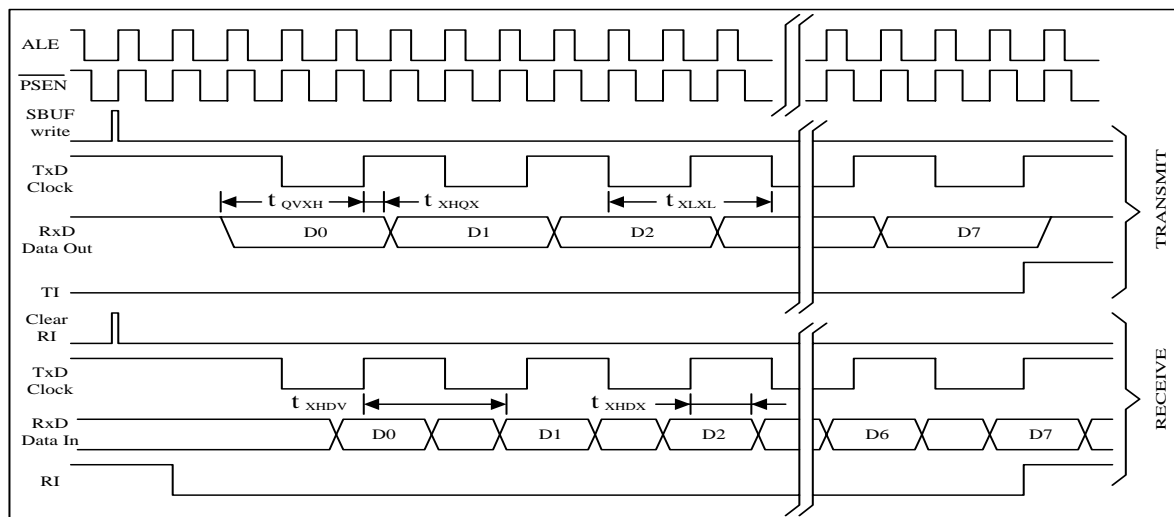 ALE
PSEN
SBUF
write
TxD
Clock
t QVXH
t XHQX
t XLXL
RxD
Data Out
D0
D1
D2
D7
TI
TRANSMIT
Clear
RI
TxD
Clock
t XHDV
t XHDX
RxD
Data In
D0
D1
D2
D6
D7
RI
RECEIVE